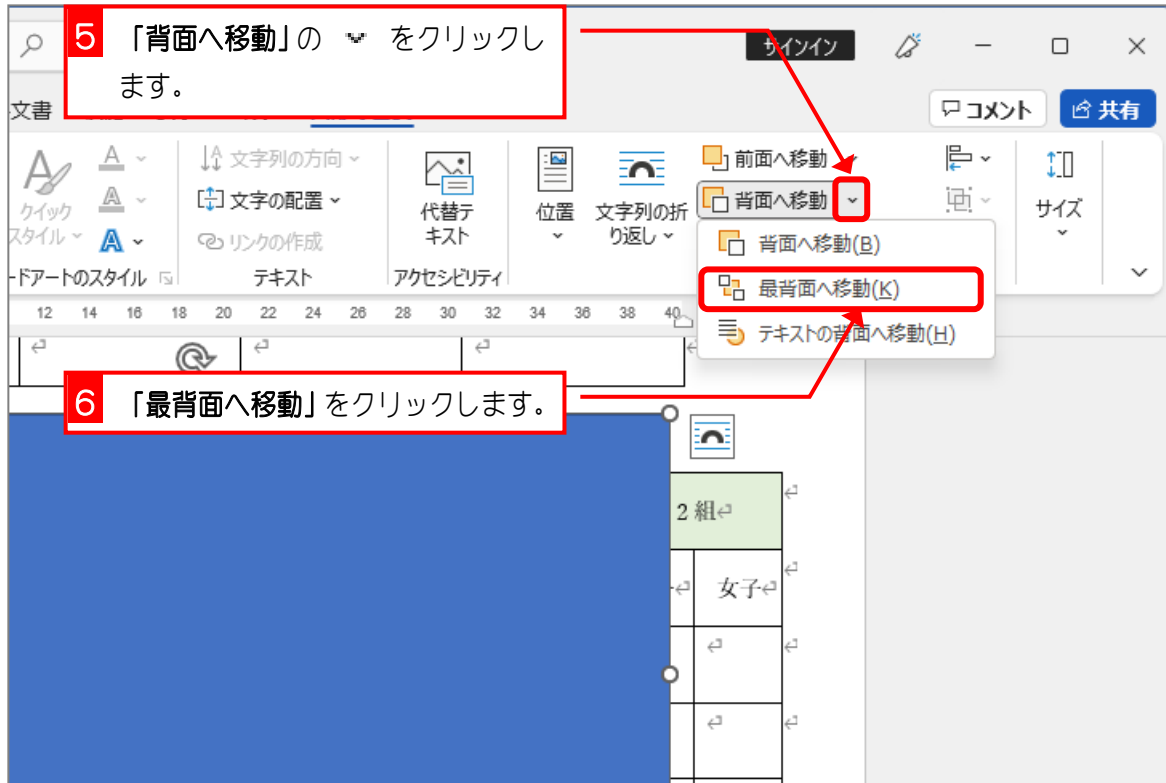 5 「背面へ移動」の ˅ をクリックし
ます。
サインイン
文書
コメント
共有
クイック
スタイル
文字列の方向
文字の配置
リンクの作成
代替テ
キスト
位置
文字列の折
り返し
前面へ移動
背面へ移動
サイズ
ードアートのスタイル
テキスト
アクセシビリティ
背面へ移動(B)
最背面へ移動(K)
テキストの背面へ移動(H)
12 14 16 18 20 22 24 26 28 30 32 34 36 38 40
6 「最背面へ移動」をクリックします。
2 組
女子